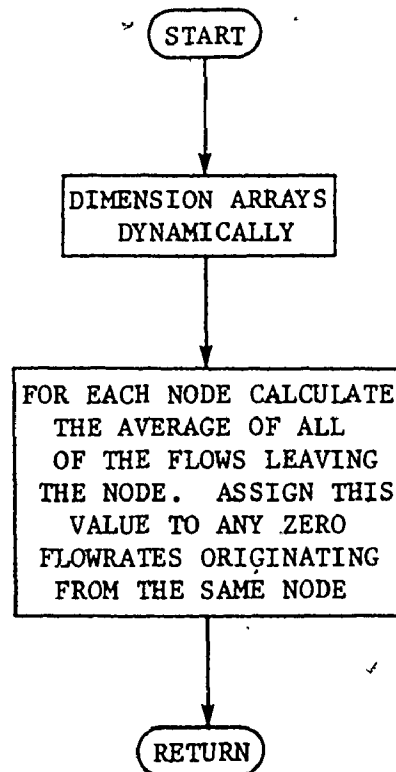 START
DIMENSION ARRAYS
DYNAMICALLY
FOR EACH NODE CALCULATE
THE AVERAGE OF ALL
OF THE FLOWS LEAVING
THE NODE. ASSIGN THIS
VALUE TO ANY ZERO
FLOWRATES ORIGINATING
FROM THE SAME NODE
RETURN